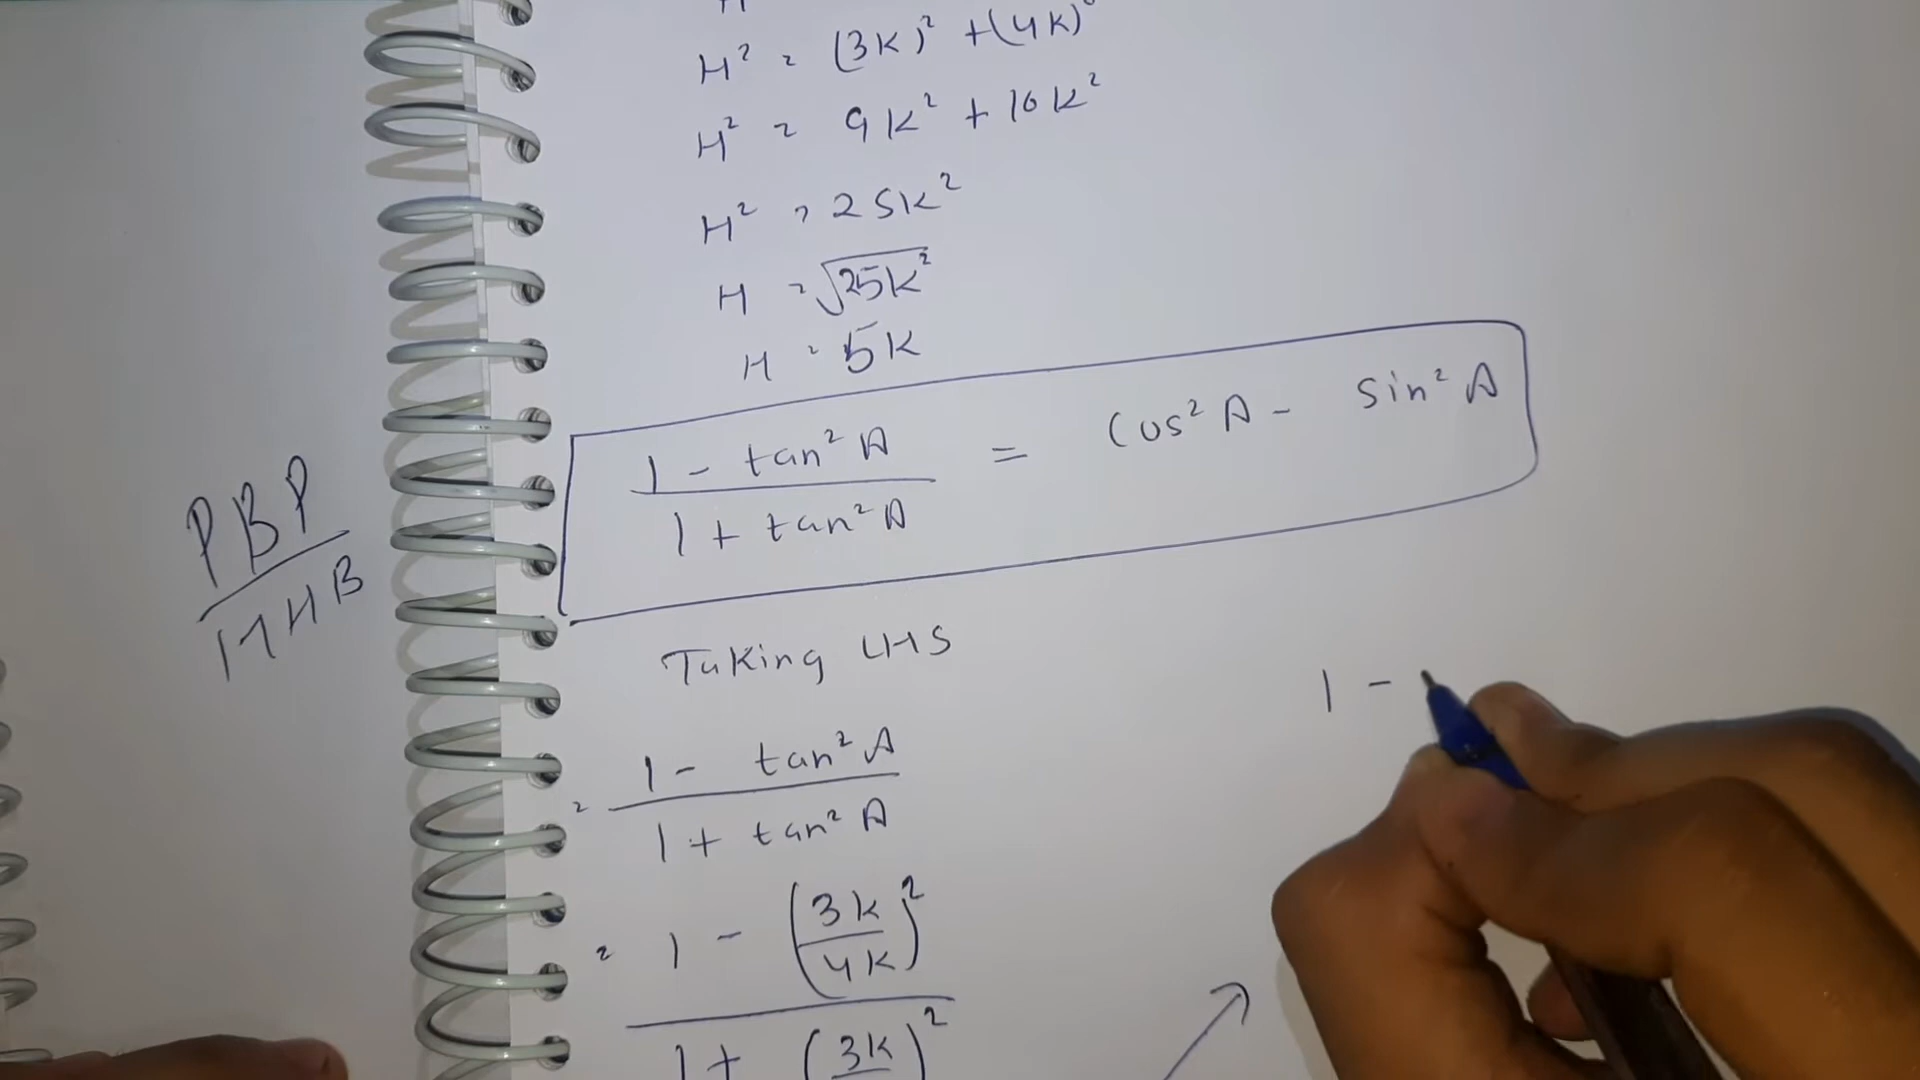 H² = (3K)² + (4K)²
H² = 9K² + 16K²
H² = 25K²
H = √25K²
H = 5K
1 - tan² A
1 + tan² A
= Cos² A - Sin² A
PBP
HHB
Taking LHS
= 1 - tan² A
1 + tan² A
= 1 - (3K/4K)²
1 + (3K
)²
1 -